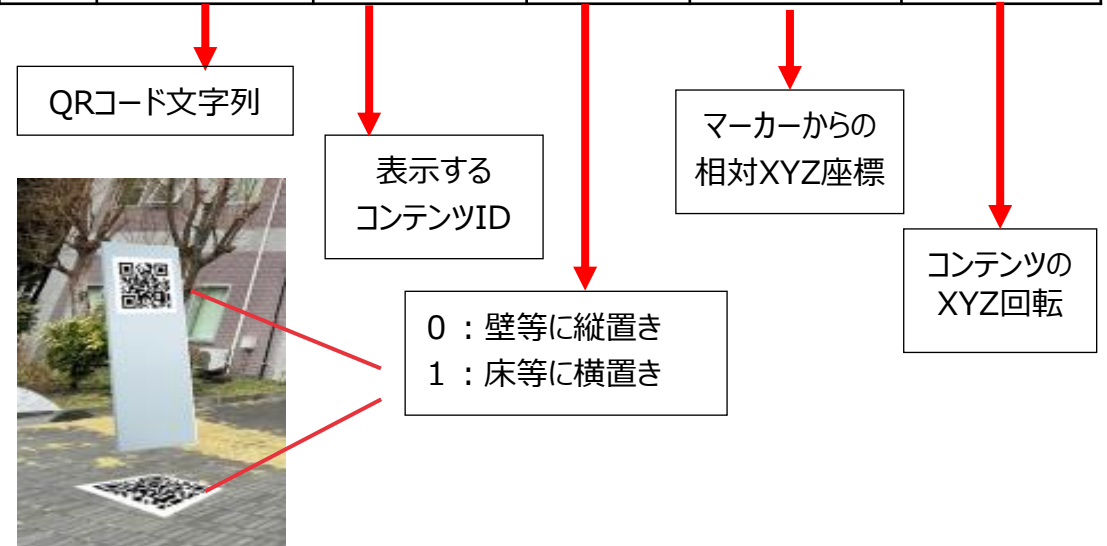 QRコード文字列
表示する
コンテンツID
マーカーからの
相対XYZ座標
コンテンツの
XYZ回転
0：壁等に縦置き
1：床等に横置き